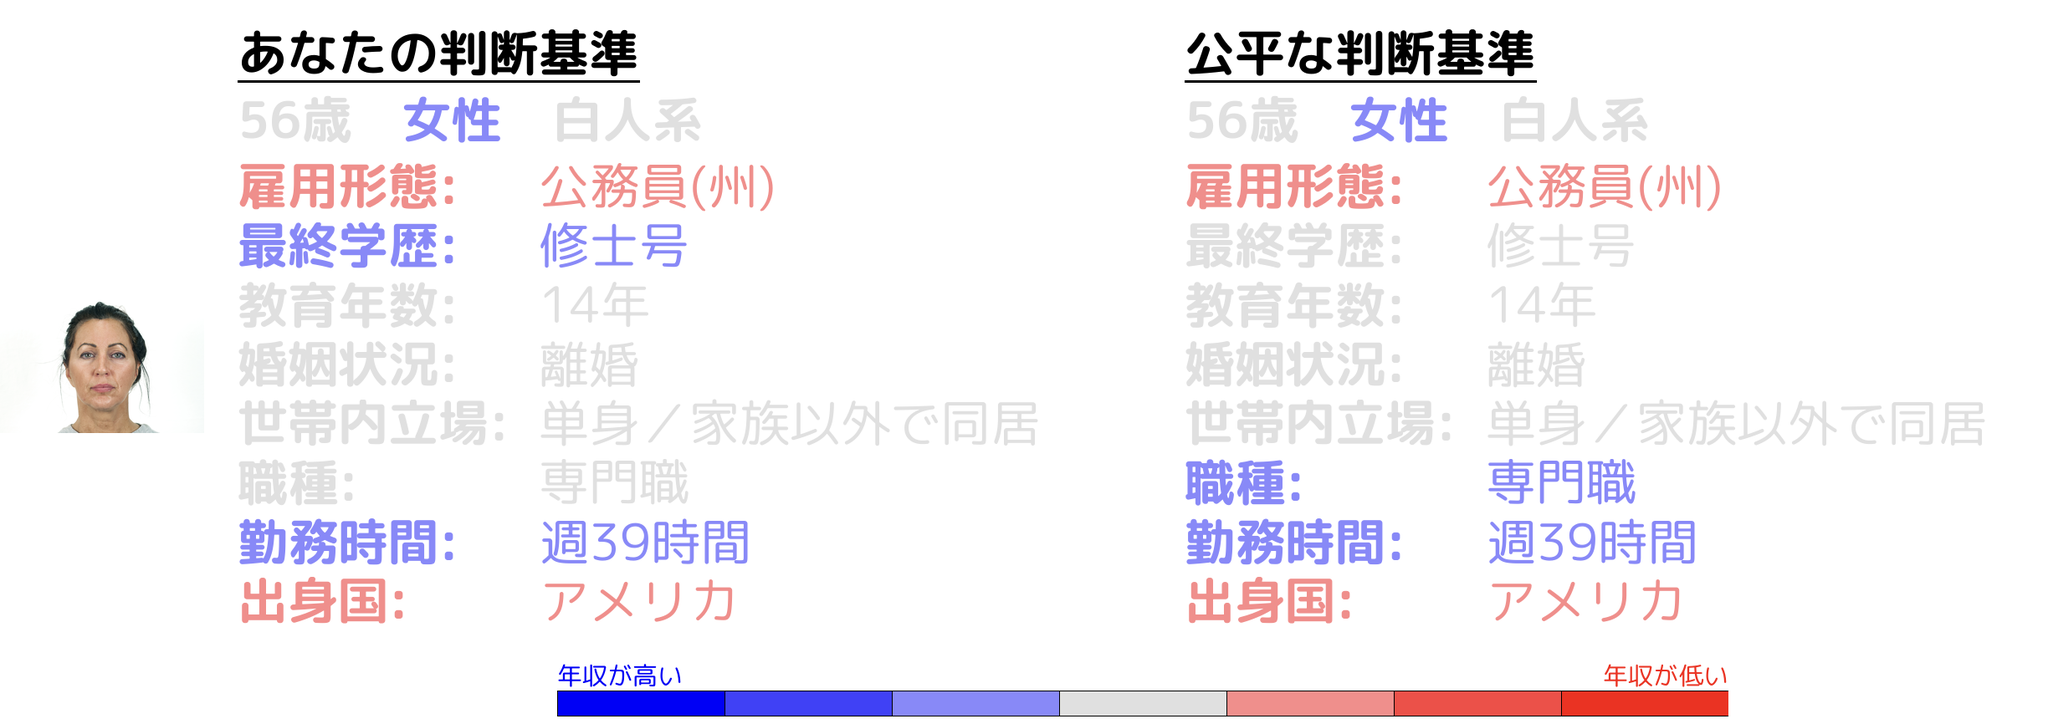 あなたの判断基準
56歳 女性 白人系
雇用形態: 公務員(州)
最終学歴: 修士号
教育年数: 14年
婚姻状況: 離婚
世帯内立場: 単身／家族以外で同居
職種: 専門職
勤務時間: 週39時間
出身国: アメリカ
公平な判断基準
56歳 女性 白人系
雇用形態: 公務員(州)
最終学歴: 修士号
教育年数: 14年
婚姻状況: 離婚
世帯内立場: 単身／家族以外で同居
職種: 専門職
勤務時間: 週39時間
出身国: アメリカ
年収が高い
年収が低い